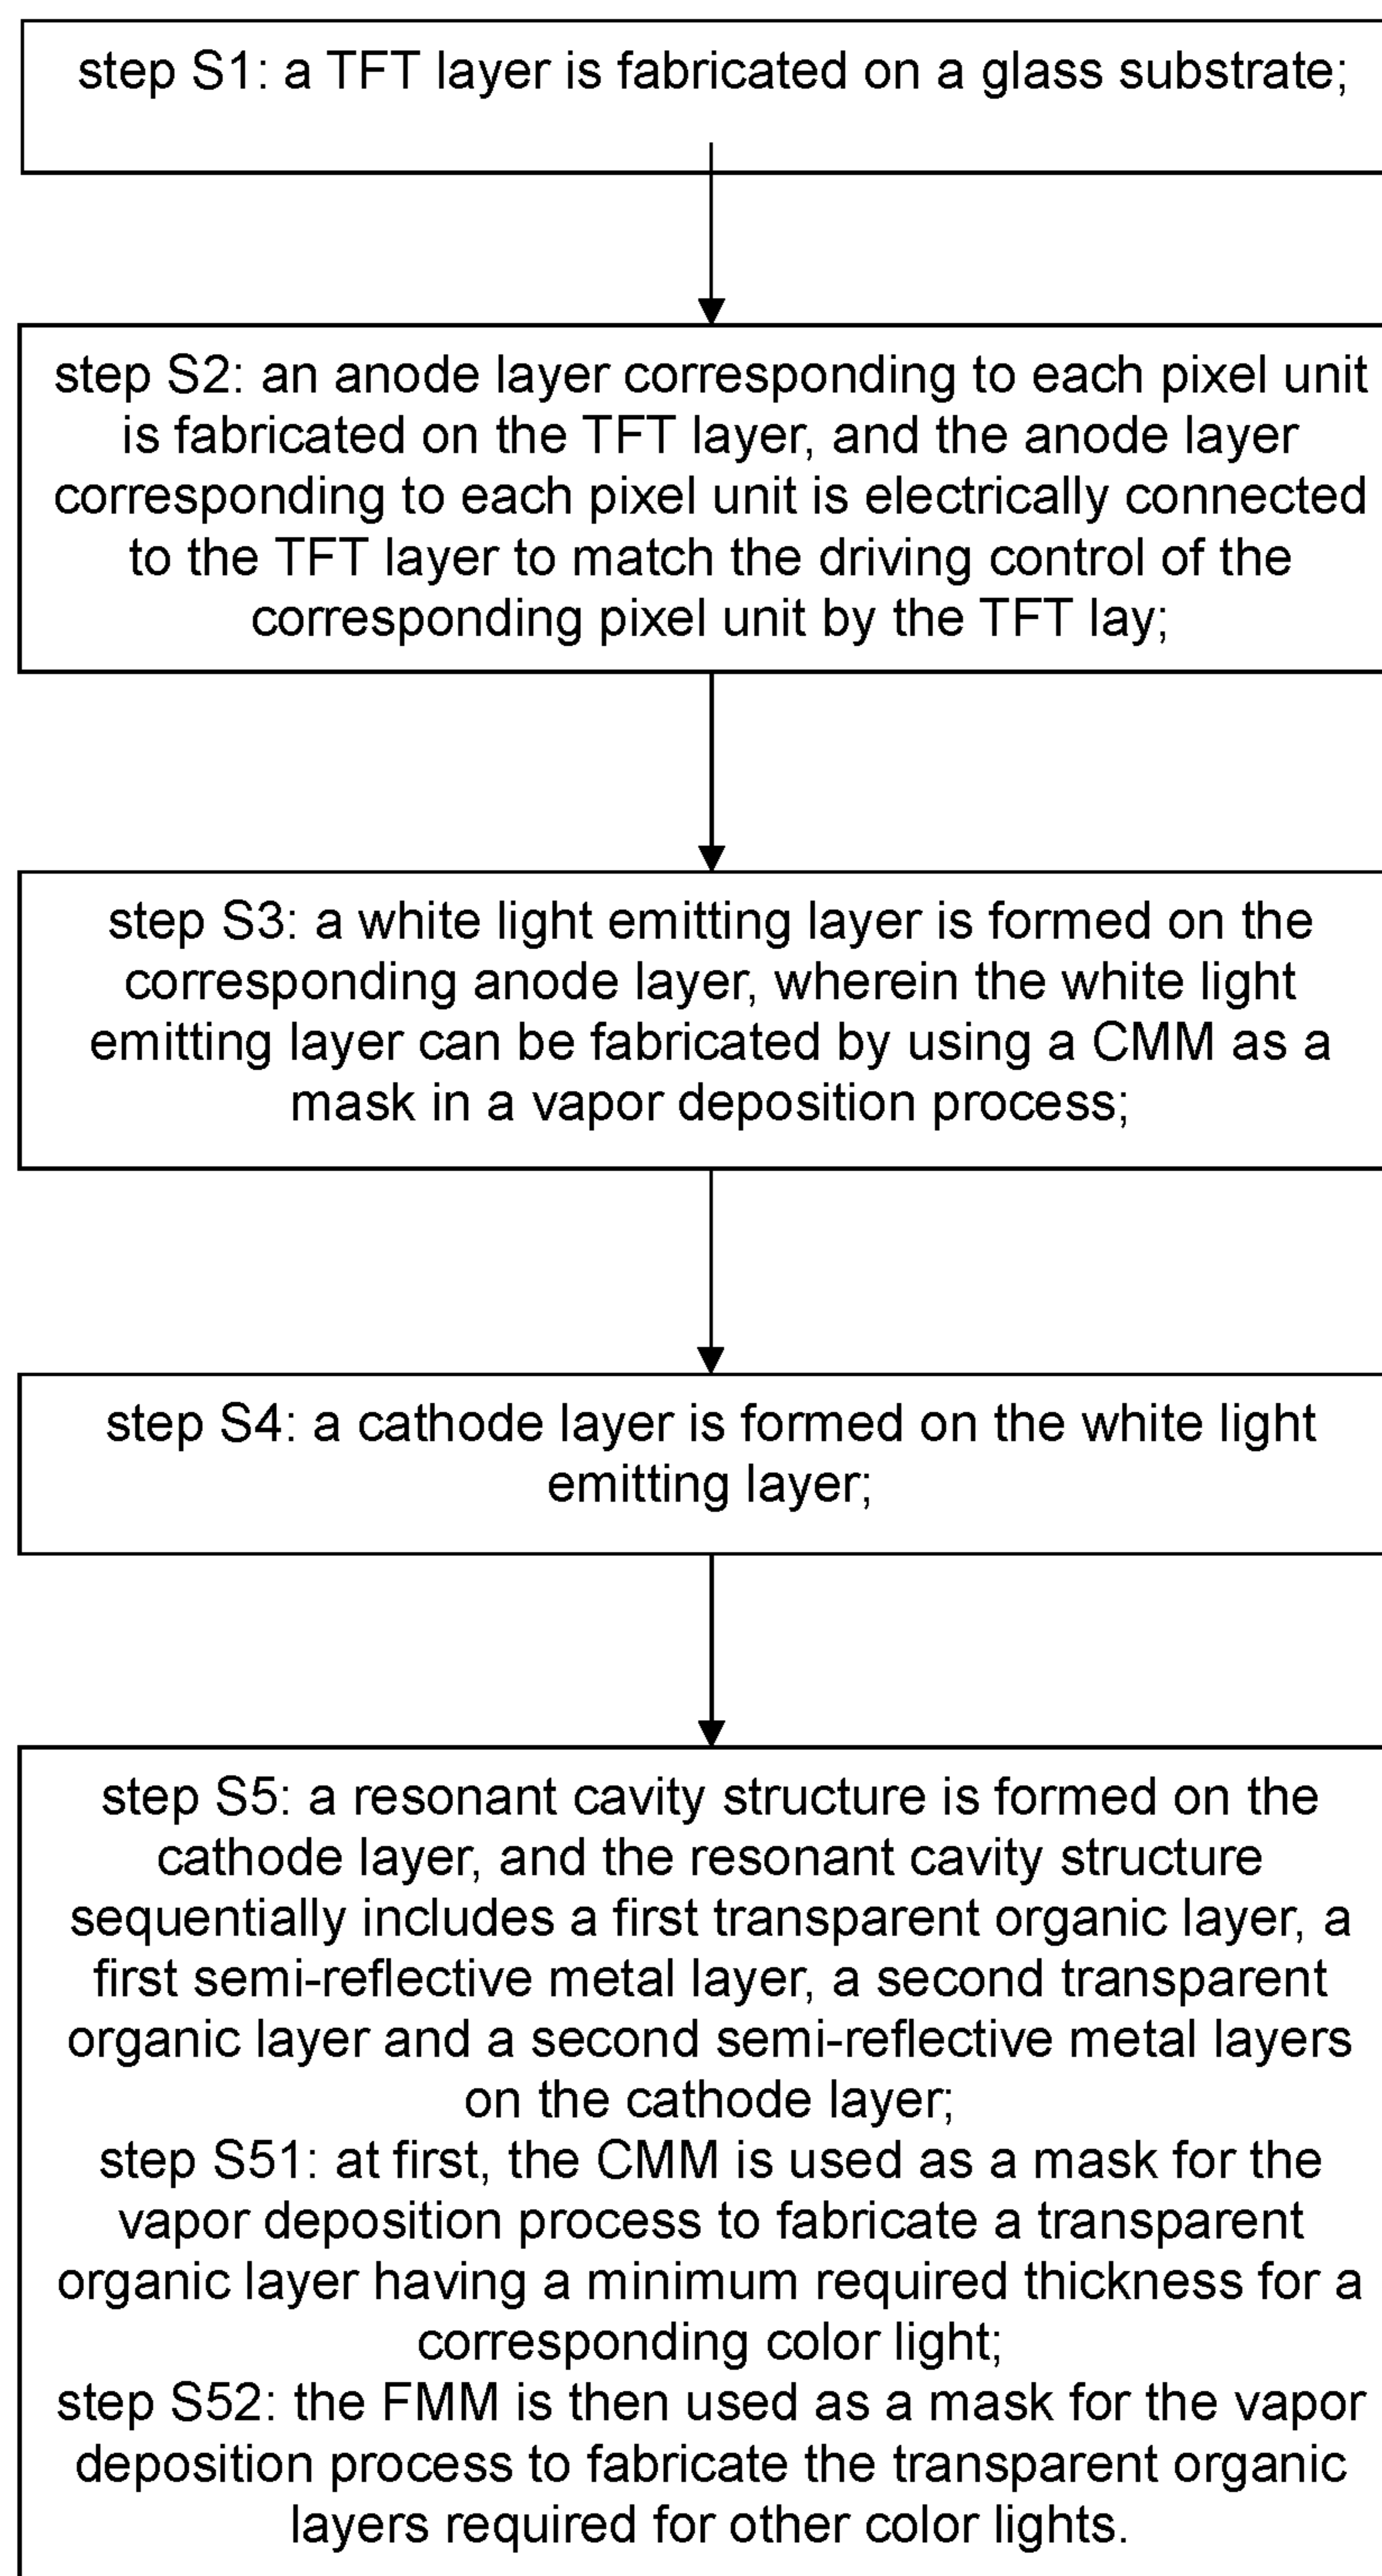 step S1: a TFT layer is fabricated on a glass substrate;
step S2: an anode layer corresponding to each pixel unit
is fabricated on the TFT layer, and the anode layer
corresponding to each pixel unit is electrically connected
to the TFT layer to match the driving control of the
corresponding pixel unit by the TFT lay;
step S3: a white light emitting layer is formed on the
corresponding anode layer, wherein the white light
emitting layer can be fabricated by using a CMM as a
mask in a vapor deposition process;
step S4: a cathode layer is formed on the white light
emitting layer;
step S5: a resonant cavity structure is formed on the
cathode layer, and the resonant cavity structure
sequentially includes a first transparent organic layer, a
first semi-reflective metal layer, a second transparent
organic layer and a second semi-reflective metal layers
on the cathode layer;
step S51: at first, the CMM is used as a mask for the
vapor deposition process to fabricate a transparent
organic layer having a minimum required thickness for a
corresponding color light;
step S52: the FMM is then used as a mask for the vapor
deposition process to fabricate the transparent organic
layers required for other color lights.